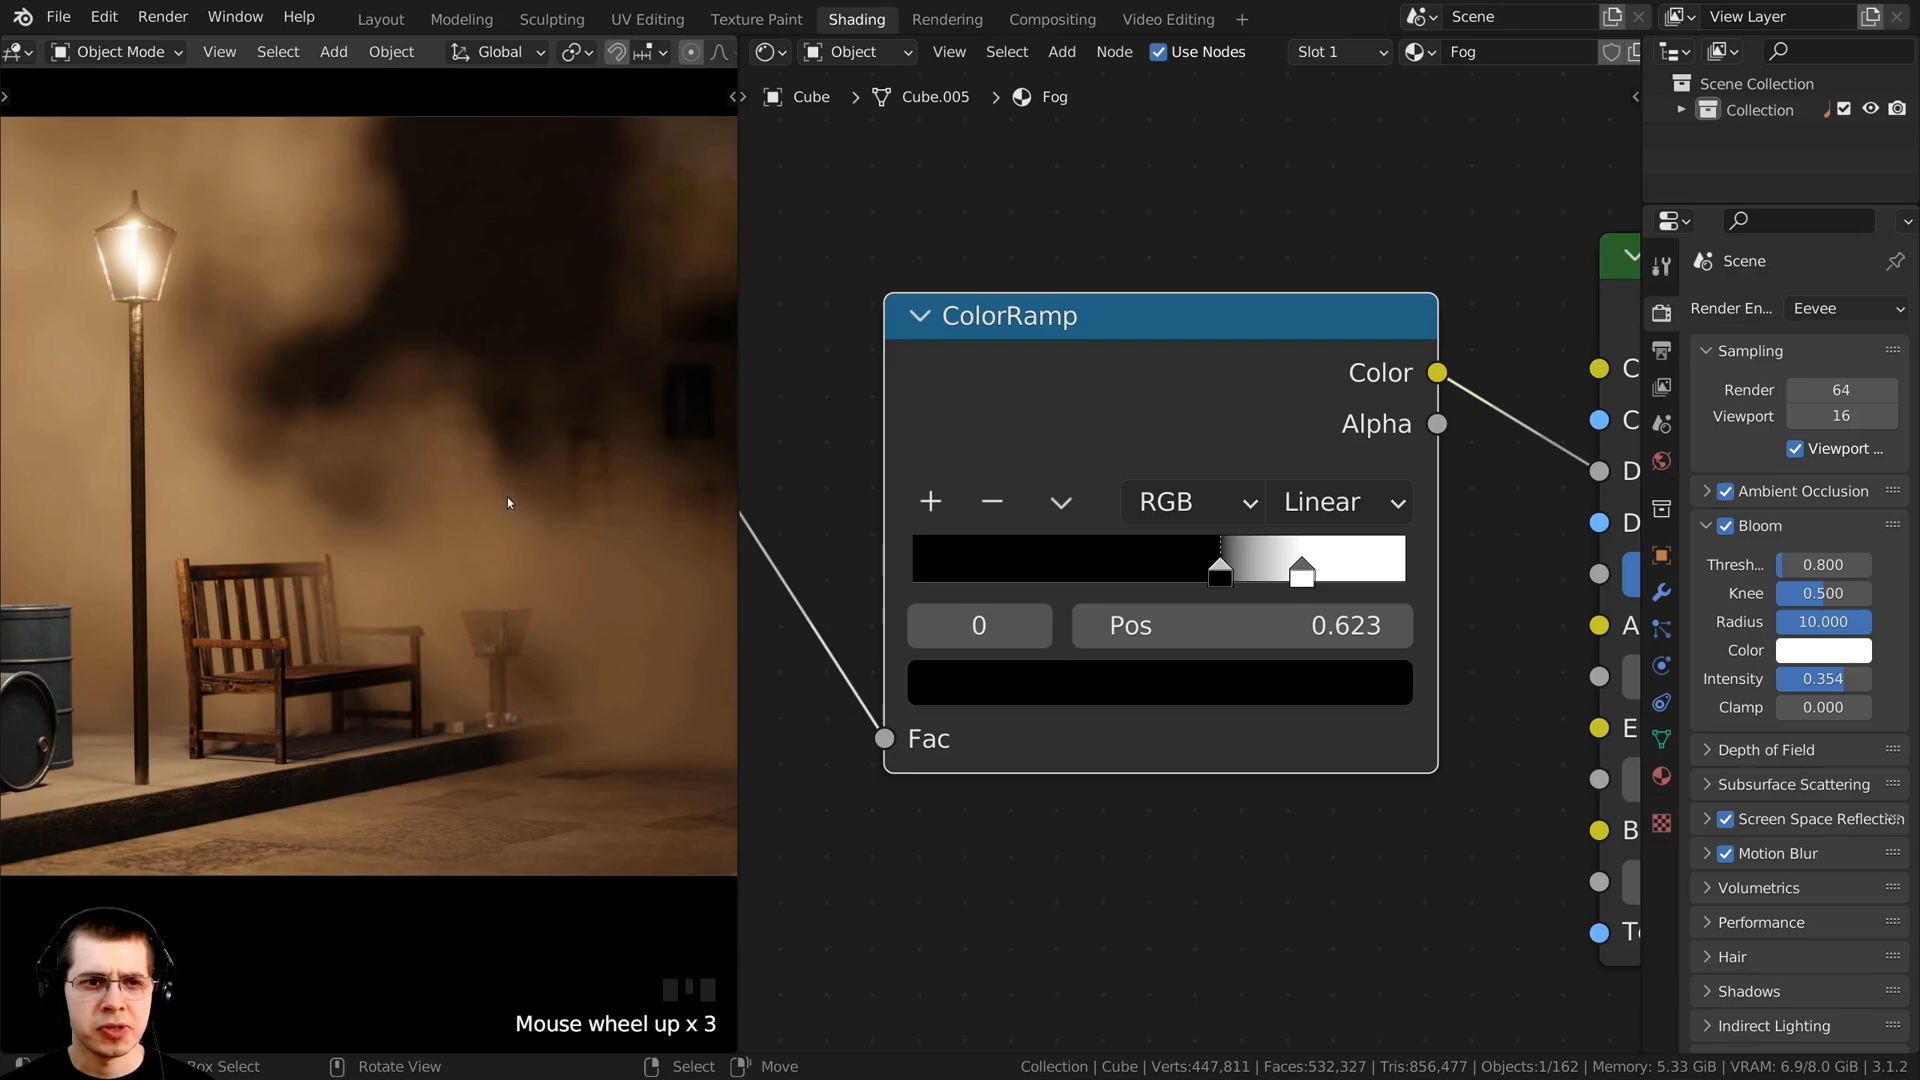 File Edit Render Window Help Layout Modeling Sculpting UV Editing Texture Paint Shading Rendering Compositing Video Editing + Scene View Layer
Object Mode View Select Add Object Global Object View Select Add Node Use Nodes Slot 1 Fog
Cube > Cube.005 > Fog
Scene Collection
Collection
Scene
Render En... Eevee
Sampling
Render 64
Viewport 16
Viewport ...
Ambient Occlusion
Bloom
Thresh... 0.800
Knee 0.500
Radius 10.000
Color
Intensity 0.354
Clamp 0.000
Depth of Field
Subsurface Scattering
Screen Space Reflection
Motion Blur
Volumetrics
Performance
Hair
Shadows
Indirect Lighting
ColorRamp
Color
Alpha
+ − RGB Linear
0 Pos 0.623
Fac
C
C
D
D
A
E
B
Mouse wheel up x 3
Box Select Rotate View Select Move Collection | Cube | Verts:447,811 | Faces:532,327 | Tris:856,477 | Objects:1/162 | Memory: 5.33 GiB | VRAM: 6.9/8.0 GiB | 3.1.2